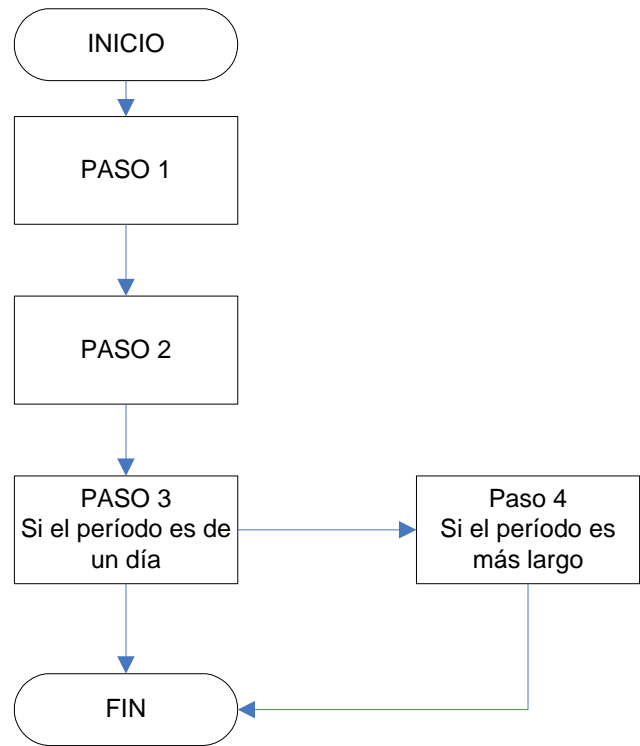 INICIO
PASO 1
PASO 2
PASO 3
Si el período es de
un día
Paso 4
Si el período es
más largo
FIN